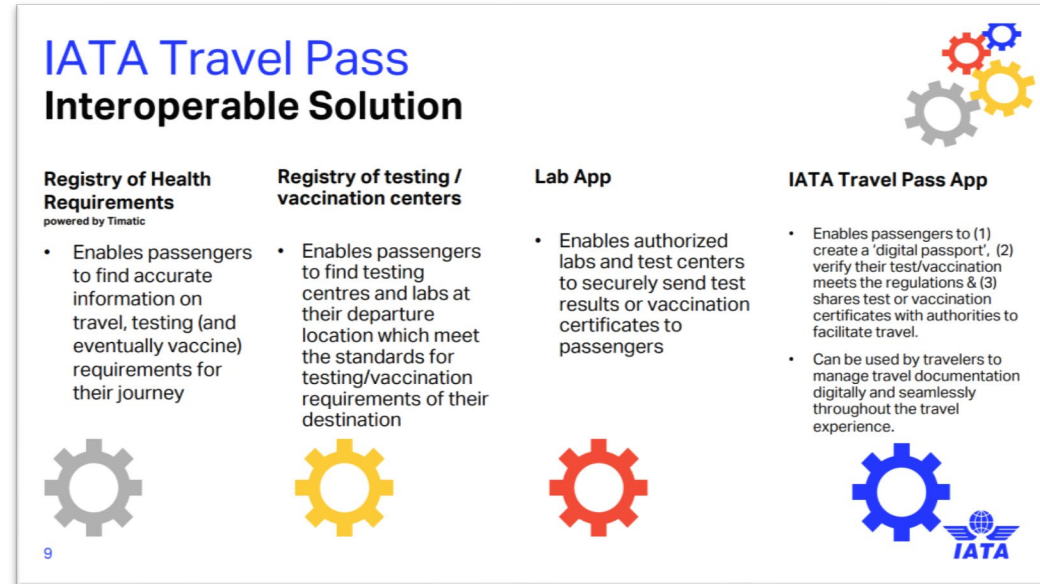 IATA Travel Pass
Interoperable Solution
Registry of Health
Requirements
powered by Timatic
• Enables passengers
to find accurate
information on
travel, testing (and
eventually vaccine)
requirements for
their journey
Registry of testing /
vaccination centers
• Enables passengers
to find testing
centres and labs at
their departure
location which meet
the standards for
testing/vaccination
requirements of their
destination
Lab App
• Enables authorized
labs and test centers
to securely send test
results or vaccination
certificates to
passengers
IATA Travel Pass App
• Enables passengers to (1)
create a ‘digital passport’, (2)
verify their test/vaccination
meets the regulations & (3)
shares test or vaccination
certificates with authorities to
facilitate travel.
• Can be used by travelers to
manage travel documentation
digitally and seamlessly
throughout the travel
experience.
9
IATA